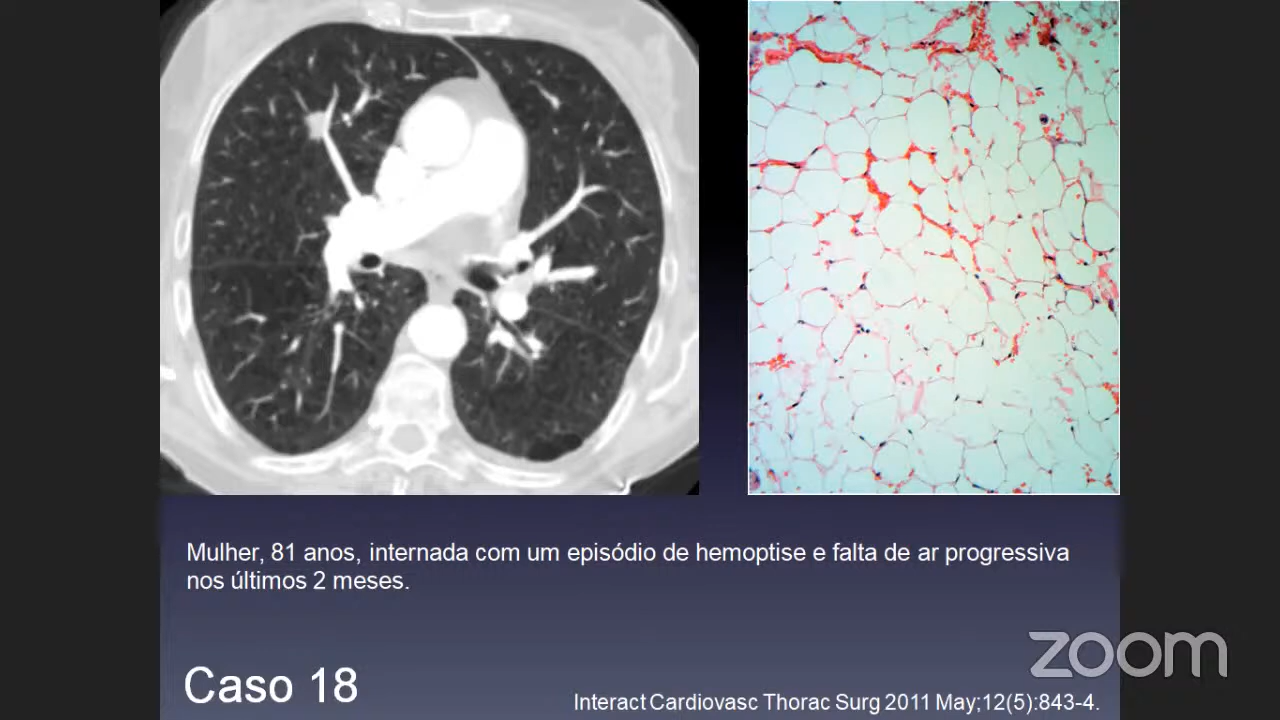 Mulher, 81 anos, internada com um episódio de hemoptise e falta de ar progressiva
nos últimos 2 meses.
zoom
Caso 18
Interact Cardiovasc Thorac Surg 2011 May;12(5):843-4.